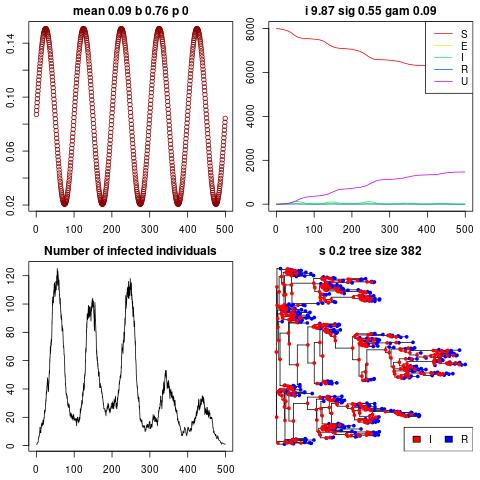 mean 0.09 b 0.76 p 0
0.14
0.10
0.06
0.02
0 100 200 300 400 500
i 9.87 sig 0.55 gam 0.09
8000
6000
4000
2000
0
0 100 200 300 400 500
S
E
I
R
U
Number of infected individuals
120
100
80
60
40
20
0
0 100 200 300 400 500
s 0.2 tree size 382
I R